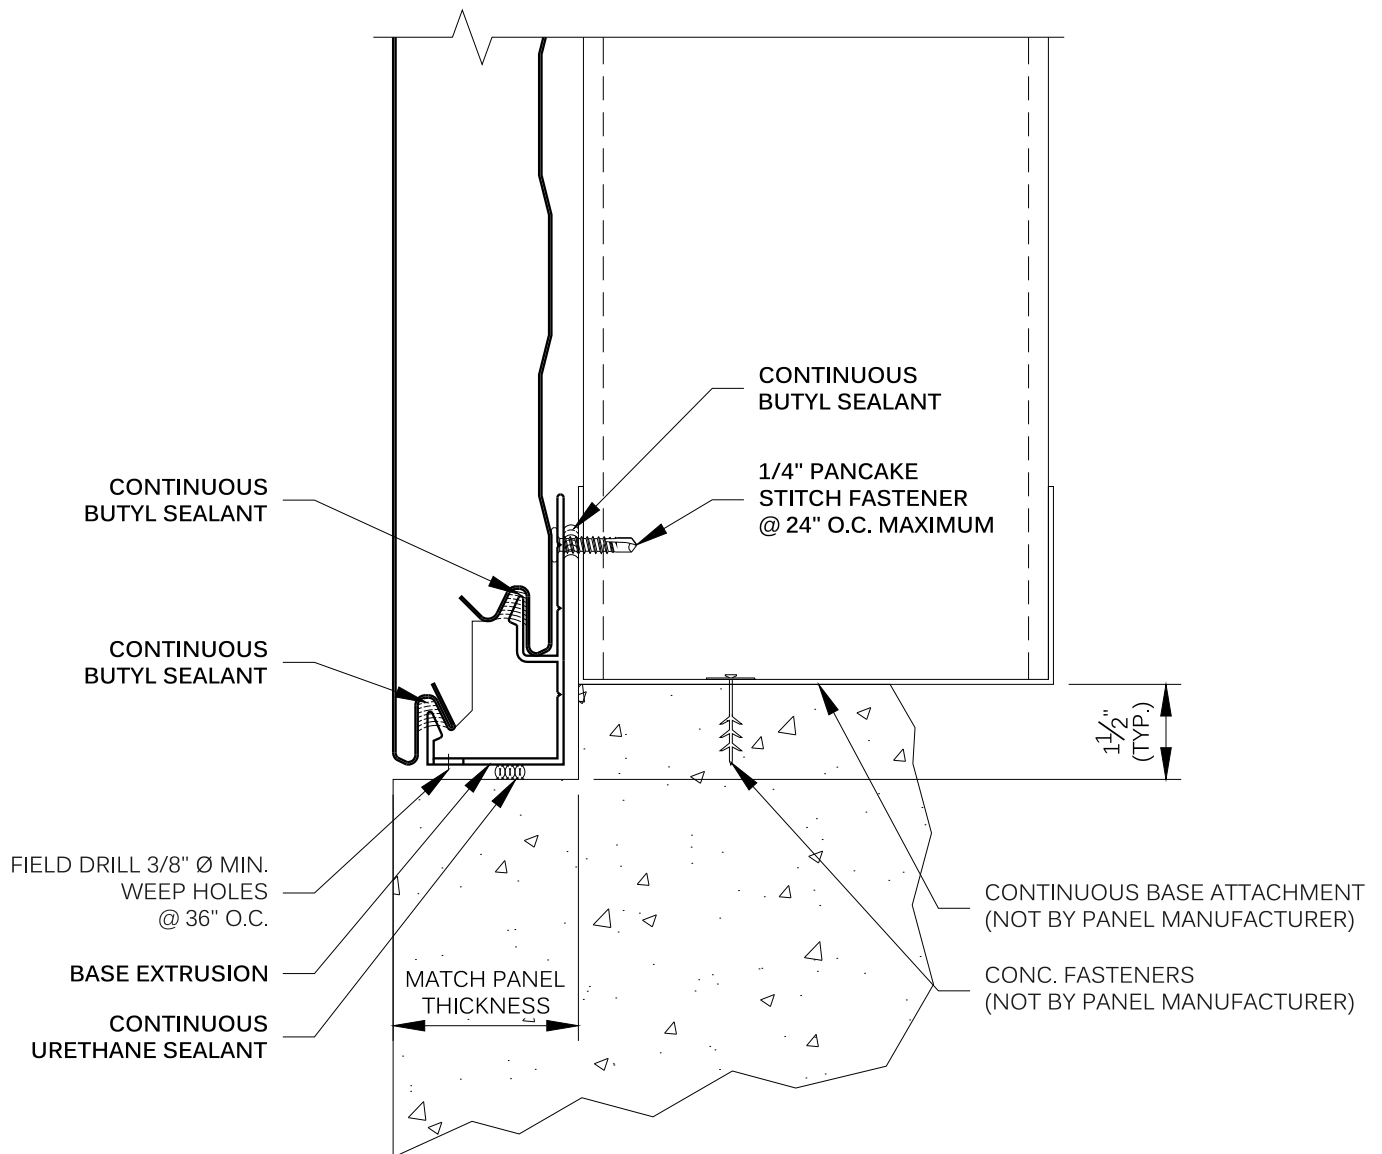 CONTINUOUS
BUTYL SEALANT
1/4" PANCAKE
STITCH FASTENER
@ 24" O.C. MAXIMUM
CONTINUOUS
BUTYL SEALANT
CONTINUOUS
BUTYL SEALANT
1 1/2"
(TYP.)
FIELD DRILL 3/8" Ø MIN.
WEEP HOLES
@ 36" O.C.
BASE EXTRUSION
CONTINUOUS
URETHANE SEALANT
MATCH PANEL
THICKNESS
CONTINUOUS BASE ATTACHMENT
(NOT BY PANEL MANUFACTURER)
CONC. FASTENERS
(NOT BY PANEL MANUFACTURER)